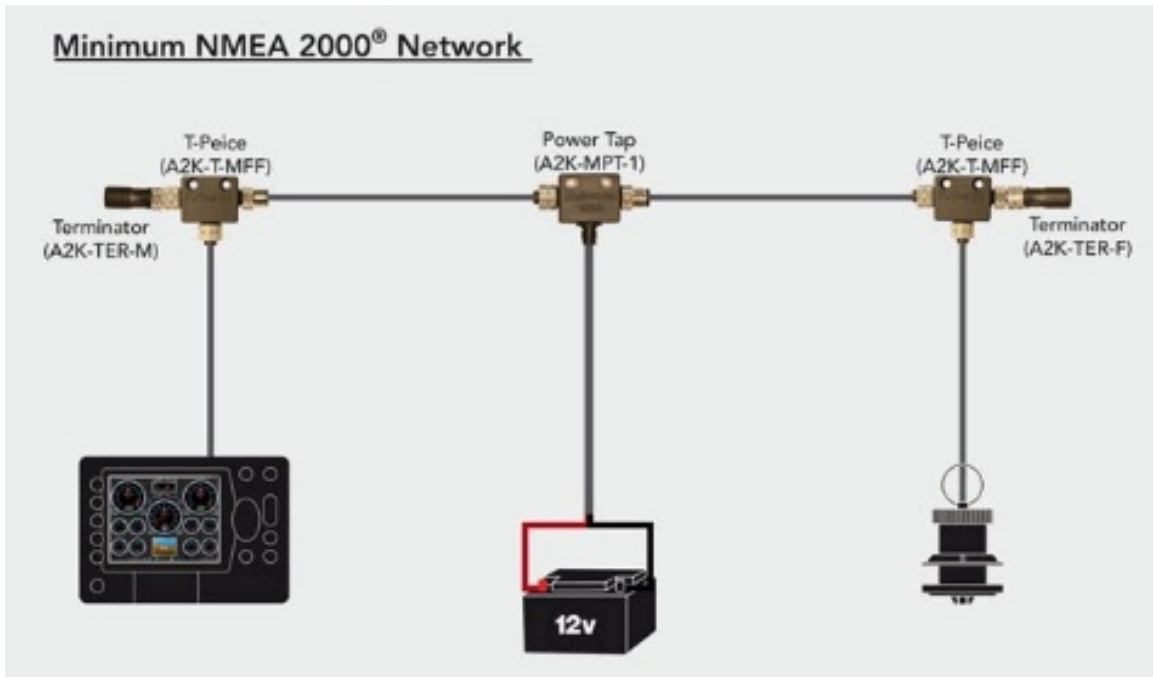 Minimum NMEA 2000® Network
T-Peice
(A2K-T-MFF)
Power Tap
(A2K-MPT-1)
T-Peice
(A2K-T-MFF)
Terminator
(A2K-TER-M)
Terminator
(A2K-TER-F)
12v